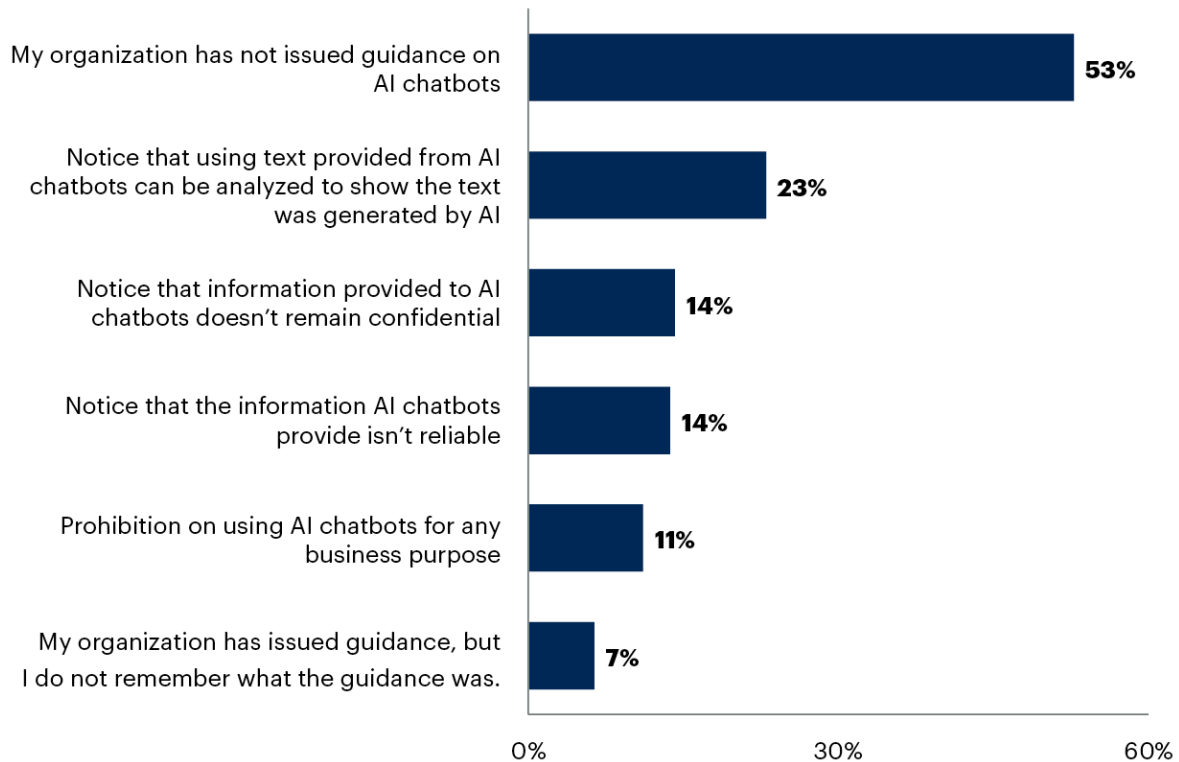 My organization has not issued guidance on
AI chatbots
53%
Notice that using text provided from AI
chatbots can be analyzed to show the text
was generated by AI
23%
Notice that information provided to AI
chatbots doesn’t remain confidential
14%
Notice that the information AI chatbots
provide isn’t reliable
14%
Prohibition on using AI chatbots for any
business purpose
11%
My organization has issued guidance, but
I do not remember what the guidance was.
7%
0% 30% 60%